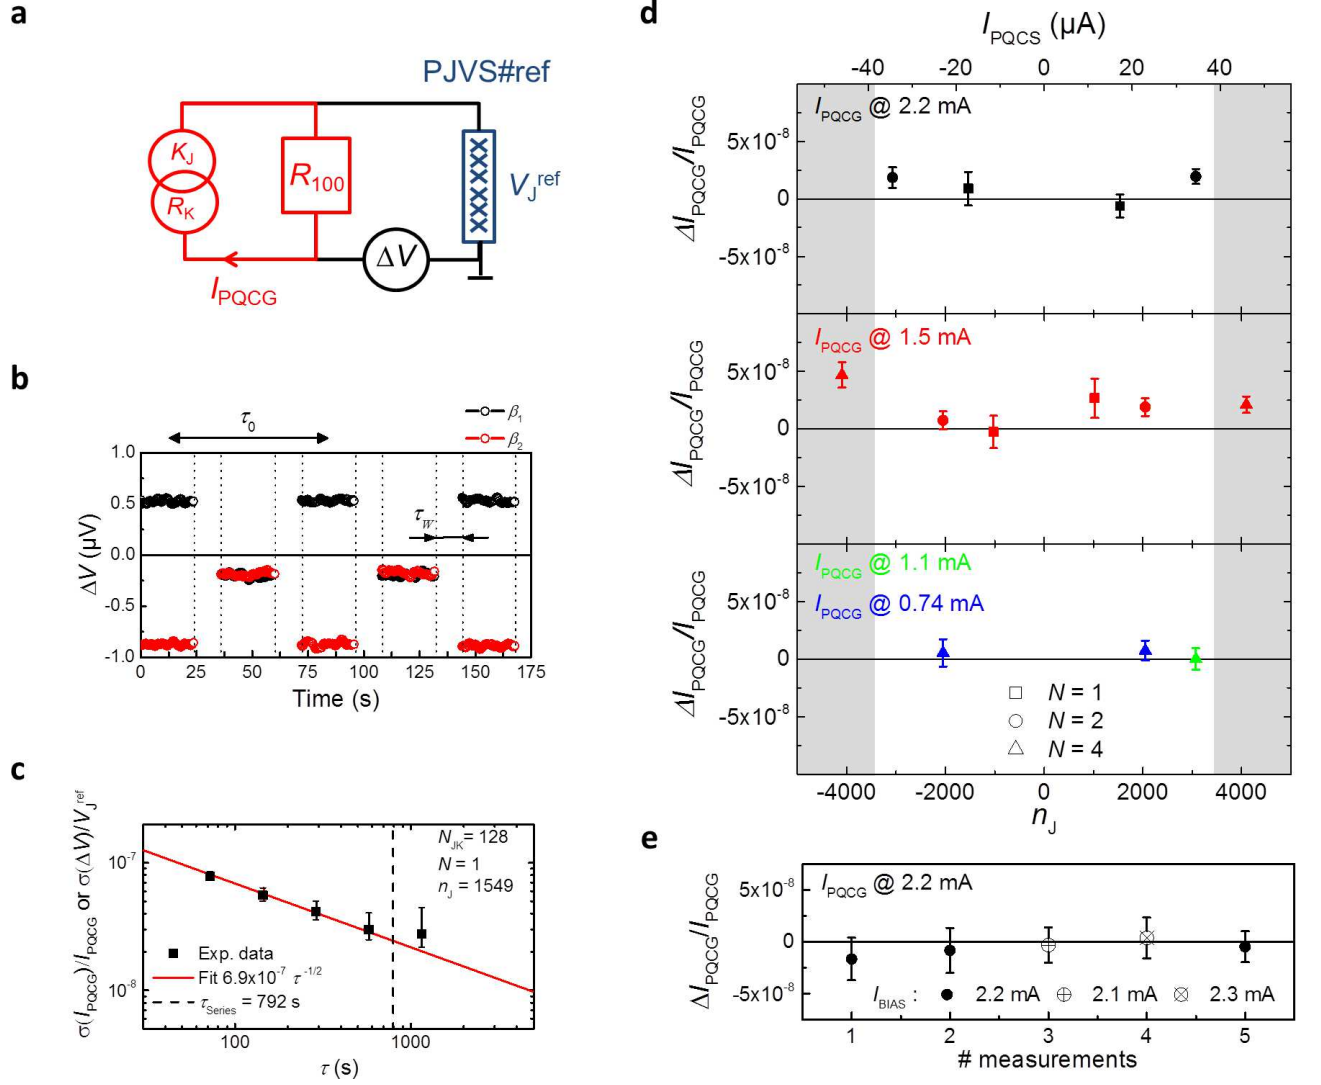 a
PJVS#ref
K_J
R_K
R_100
V_J^ref
ΔV
I_PQCG
b
τ_0
β_1
β_2
τ_W
1.0
0.5
0.0
-0.5
-1.0
ΔV (µV)
0 25 50 75 100 125 150 175
Time (s)
c
σ(I_PQCG)/I_PQCG or σ(ΔV)/V_J^ref
10^-7
10^-8
N_JK= 128
N = 1
n_J = 1549
Exp. data
Fit 6.9x10^-7 τ^-1/2
τ_Series = 792 s
100 1000
τ (s)
d
I_PQCS (µA)
-40 -20 0 20 40
I_PQCG @ 2.2 mA
5x10^-8
0
-5x10^-8
ΔI_PQCG/I_PQCG
I_PQCG @ 1.5 mA
5x10^-8
0
-5x10^-8
ΔI_PQCG/I_PQCG
I_PQCG @ 1.1 mA
I_PQCG @ 0.74 mA
5x10^-8
0
-5x10^-8
ΔI_PQCG/I_PQCG
N = 1
N = 2
N = 4
-4000 -2000 0 2000 4000
n_J
e
I_PQCG @ 2.2 mA
5x10^-8
0
-5x10^-8
ΔI_PQCG/I_PQCG
I_BIAS : 2.2 mA 2.1 mA 2.3 mA
1 2 3 4 5
# measurements